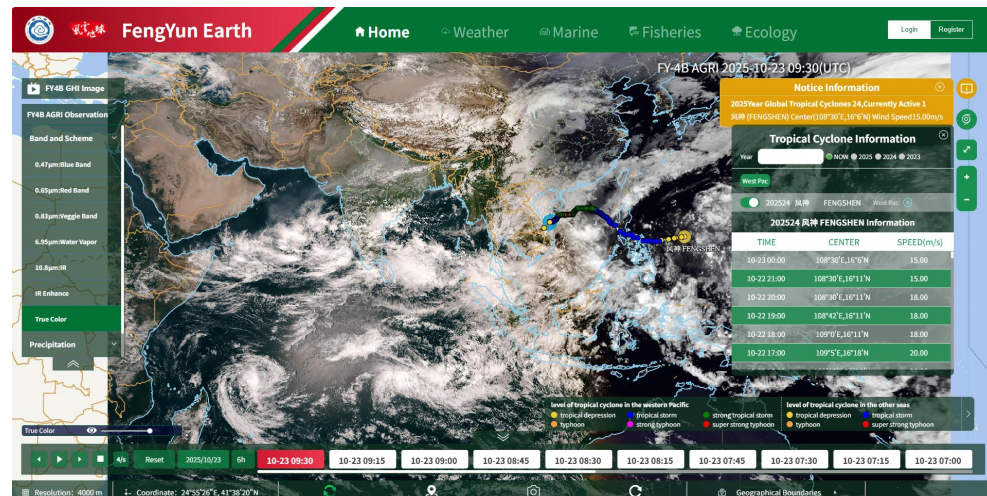 风云地球 FengYun Earth
Home Weather Marine Fisheries Ecology Login Register
FY-4B AGRI 2025-10-23 09:30(UTC)
FY4B GHI Image
FY4B AGRI Observation
Band and Scheme
0.47μm:Blue Band
0.65μm:Red Band
0.83μm:Veggie Band
6.95μm:Water Vapor
10.8μm:IR
IR Enhance
True Color
Precipitation
Notice Information
2025Year Global Tropical Cyclones 24,Currently Active 1
风神 (FENGSHEN) Center(108°30'E,16°6'N) Wind Speed15.00m/s
Tropical Cyclone Information
Year NOW 2025 2024 2023
West Pac
202524 风神 FENGSHEN West Pac
202524 风神 FENGSHEN Information
TIME CENTER SPEED(m/s)
10-23 00:00 108°30'E,16°6'N 15.00
10-22 21:00 108°30'E,16°11'N 15.00
10-22 20:00 108°30'E,16°11'N 18.00
10-22 19:00 108°42'E,16°11'N 18.00
10-22 18:00 109°0'E,16°11'N 18.00
10-22 17:00 109°5'E,16°18'N 20.00
风神 FENGSHEN
level of tropical cyclone in the western Pacific
tropical depression tropical storm strong tropical storm
typhoon strong typhoon super strong typhoon
level of tropical cyclone in the other seas
tropical depression tropical storm
typhoon super strong typhoon
True Color
4/s Reset 2025/10/23 6h 10-23 09:30 10-23 09:15 10-23 09:00 10-23 08:45 10-23 08:30 10-23 08:15 10-23 07:45 10-23 07:30 10-23 07:15 10-23 07:00
Resolution: 4000 m Coordinate: 24°55'26"E,41°38'20"N Geographical Boundaries